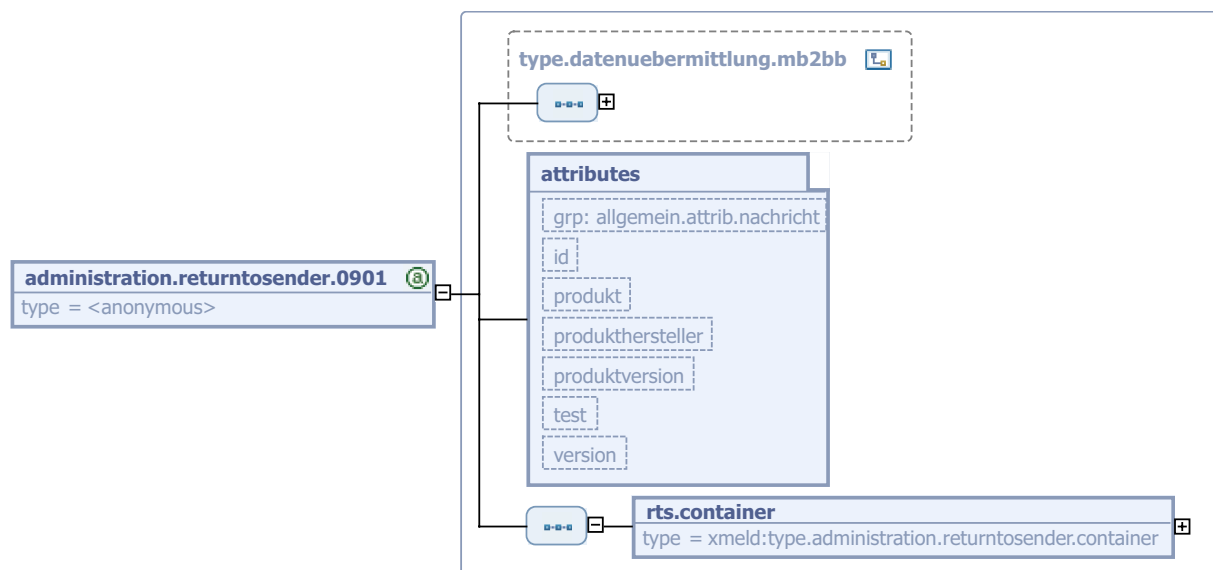 type.datenuebermittlung.mb2bb
attributes
grp: allgemein.attrib.nachricht
id
produkt
produkthersteller
produktversion
test
version
administration.returntosender.0901
type = <anonymous>
rts.container
type = xmeld:type.administration.returntosender.container